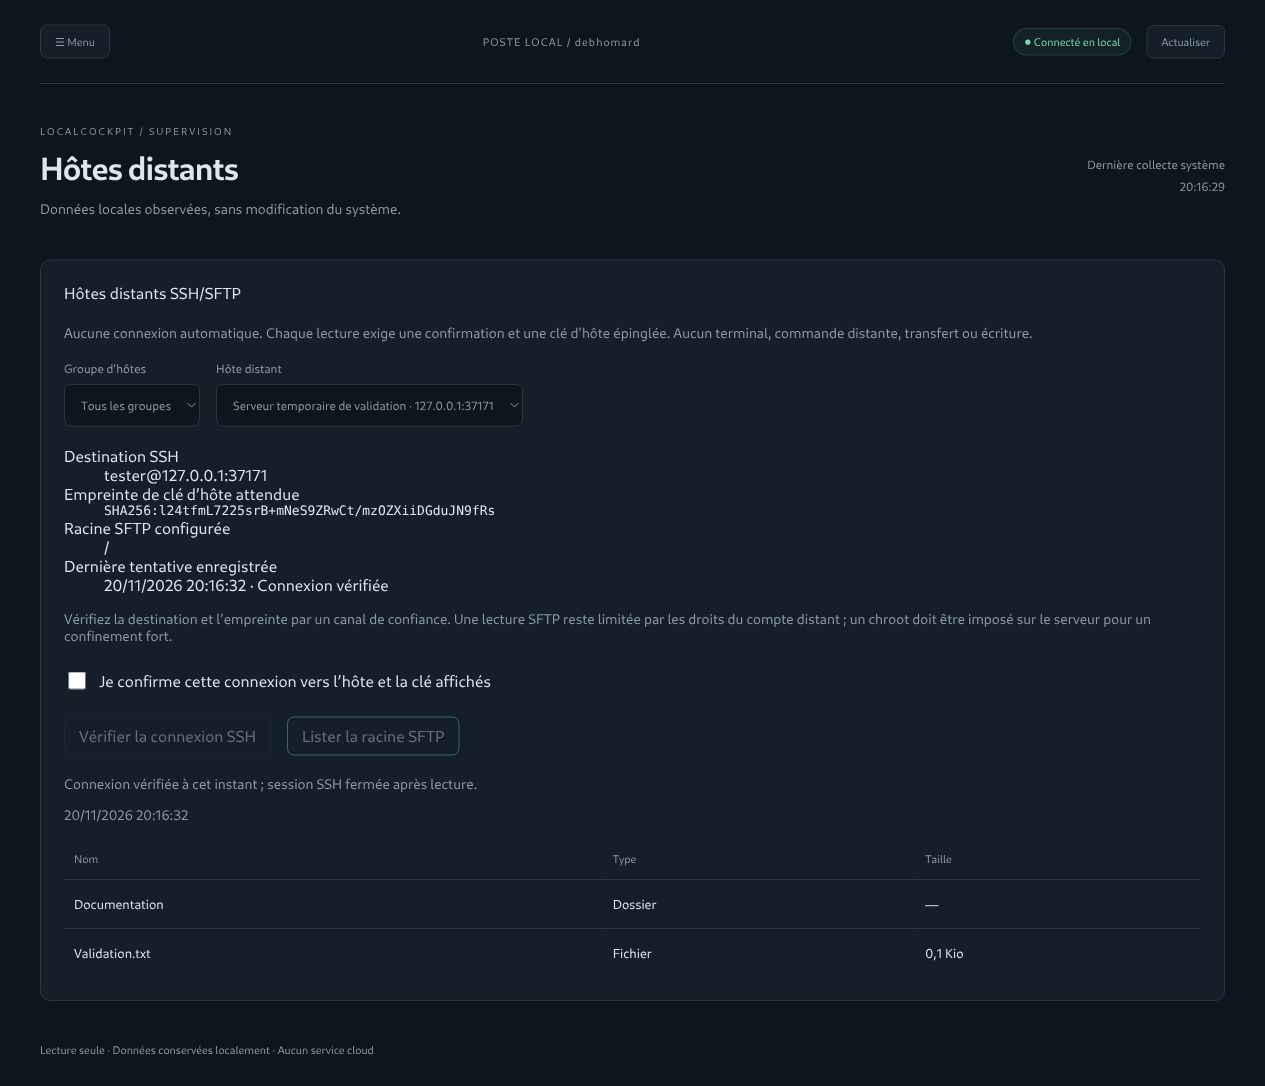 ☰ Menu
POSTE LOCAL / debhomard
● Connecté en local
Actualiser
LOCALCOCKPIT / SUPERVISION
Hôtes distants
Dernière collecte système
20:16:29
Données locales observées, sans modification du système.
Hôtes distants SSH/SFTP
Aucune connexion automatique. Chaque lecture exige une confirmation et une clé d’hôte épinglée. Aucun terminal, commande distante, transfert ou écriture.
Groupe d’hôtes
Hôte distant
Tous les groupes
Serveur temporaire de validation · 127.0.0.1:37171
Destination SSH
tester@127.0.0.1:37171
Empreinte de clé d’hôte attendue
SHA256:l24tfmL7225srB+mNeS9ZRwCt/mzOZXiiDGduJN9fRs
Racine SFTP configurée
/
Dernière tentative enregistrée
20/11/2026 20:16:32 · Connexion vérifiée
Vérifiez la destination et l’empreinte par un canal de confiance. Une lecture SFTP reste limitée par les droits du compte distant ; un chroot doit être imposé sur le serveur pour un
confinement fort.
Je confirme cette connexion vers l’hôte et la clé affichés
Vérifier la connexion SSH
Lister la racine SFTP
Connexion vérifiée à cet instant ; session SSH fermée après lecture.
20/11/2026 20:16:32
Nom Type Taille
Documentation Dossier —
Validation.txt Fichier 0,1 Kio
Lecture seule · Données conservées localement · Aucun service cloud